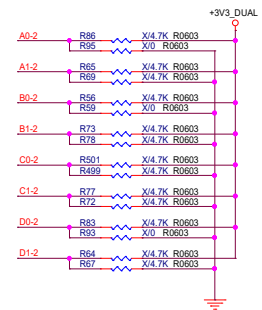 +3V3_DUAL
A0-2 R86 X/4.7K R0603
R95 X/0 R0603
A1-2 R65 X/4.7K R0603
R69 X/4.7K R0603
B0-2 R56 X/4.7K R0603
R59 X/0 R0603
B1-2 R73 X/4.7K R0603
R78 X/4.7K R0603
C0-2 R501 X/4.7K R0603
R499 X/4.7K R0603
C1-2 R77 X/4.7K R0603
R72 X/4.7K R0603
D0-2 R83 X/4.7K R0603
R93 X/0 R0603
D1-2 R64 X/4.7K R0603
R67 X/4.7K R0603